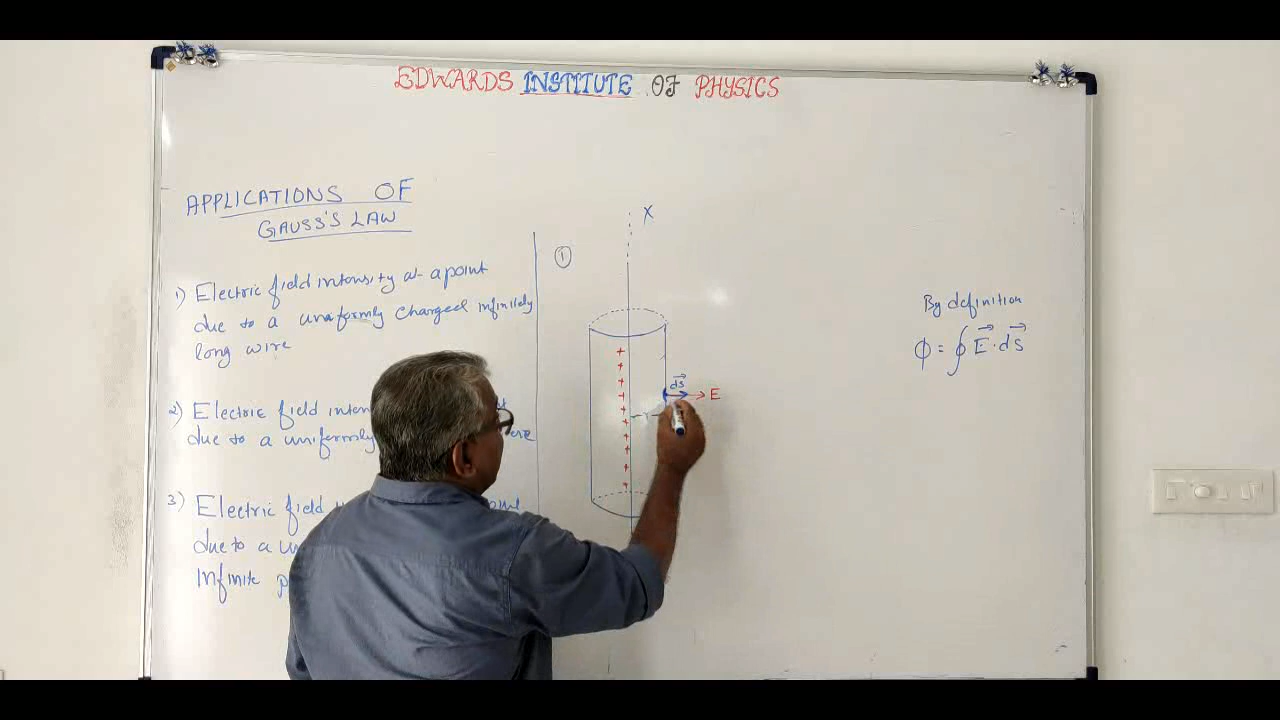 EDWARDS INSTITUTE OF PHYSICS
APPLICATIONS OF
GAUSS'S LAW
1) Electric field intensity at a point
due to a uniformly charged infinitely
long wire
2) Electric field
due to a uniformly
3) Electric field
due to a
Infinite
①
X
+
+
+
+
+
+
+
+
+
+
ds
E
r
By definition
ϕ = ∮ E⃗ · ds⃗